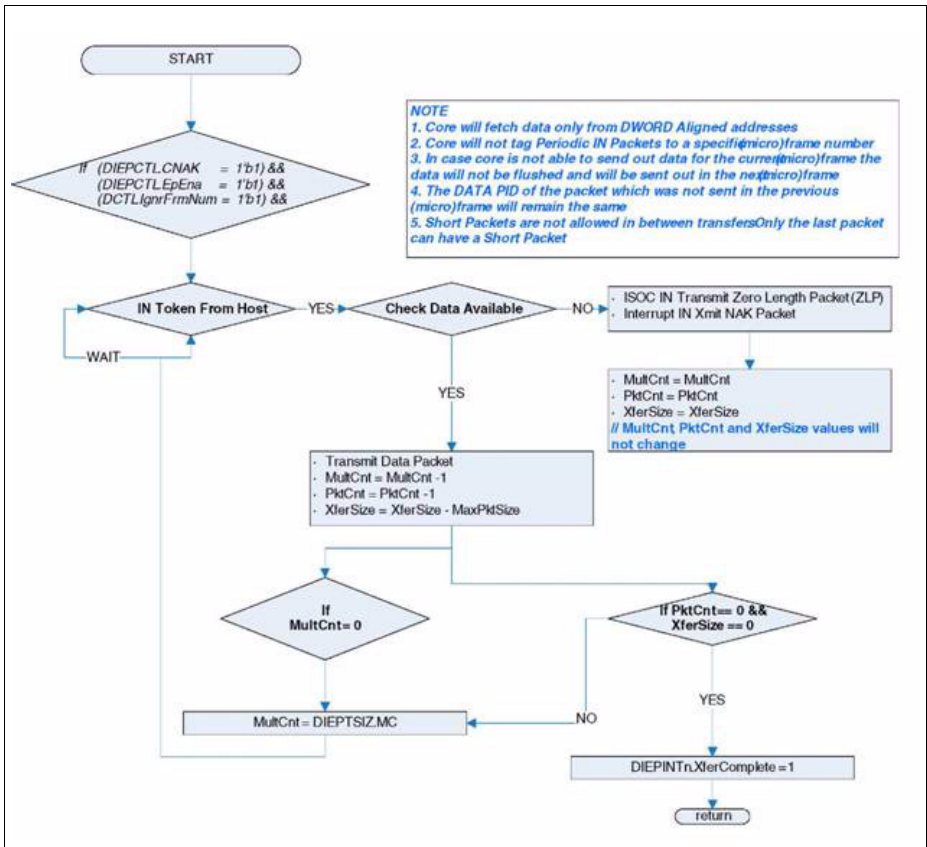 START
If (DIEPCTL.CNAK = 1'b1) &&
(DIEPCTL.EpEna = 1'b1) &&
(DCTL.IgnrFrmNum = 1'b1) &&
NOTE
1. Core will fetch data only from DWORD Aligned addresses
2. Core will not tag Periodic IN Packets to a specific(micro)frame number
3. In case core is not able to send out data for the current(micro)frame the
data will not be flushed and will be sent out in the next(micro)frame
4. The DATA PID of the packet which was not sent in the previous
(micro)frame will remain the same
5. Short Packets are not allowed in between transfersOnly the last packet
can have a Short Packet
IN Token From Host
YES
Check Data Available
NO
· ISOC IN Transmit Zero Length Packet(ZLP)
· Interrupt IN Xmit NAK Packet
WAIT
· MultCnt = MultCnt
· PktCnt = PktCnt
· XferSize = XferSize
// MultCnt, PktCnt and XferSize values will
not change
YES
· Transmit Data Packet
· MultCnt = MultCnt -1
· PktCnt = PktCnt -1
· XferSize = XferSize - MaxPktSize
If
MultCnt= 0
If PktCnt== 0 &&
XferSize == 0
YES
NO
MultCnt = DIEPTSIZ.MC
DIEPINTn.XferComplete =1
return